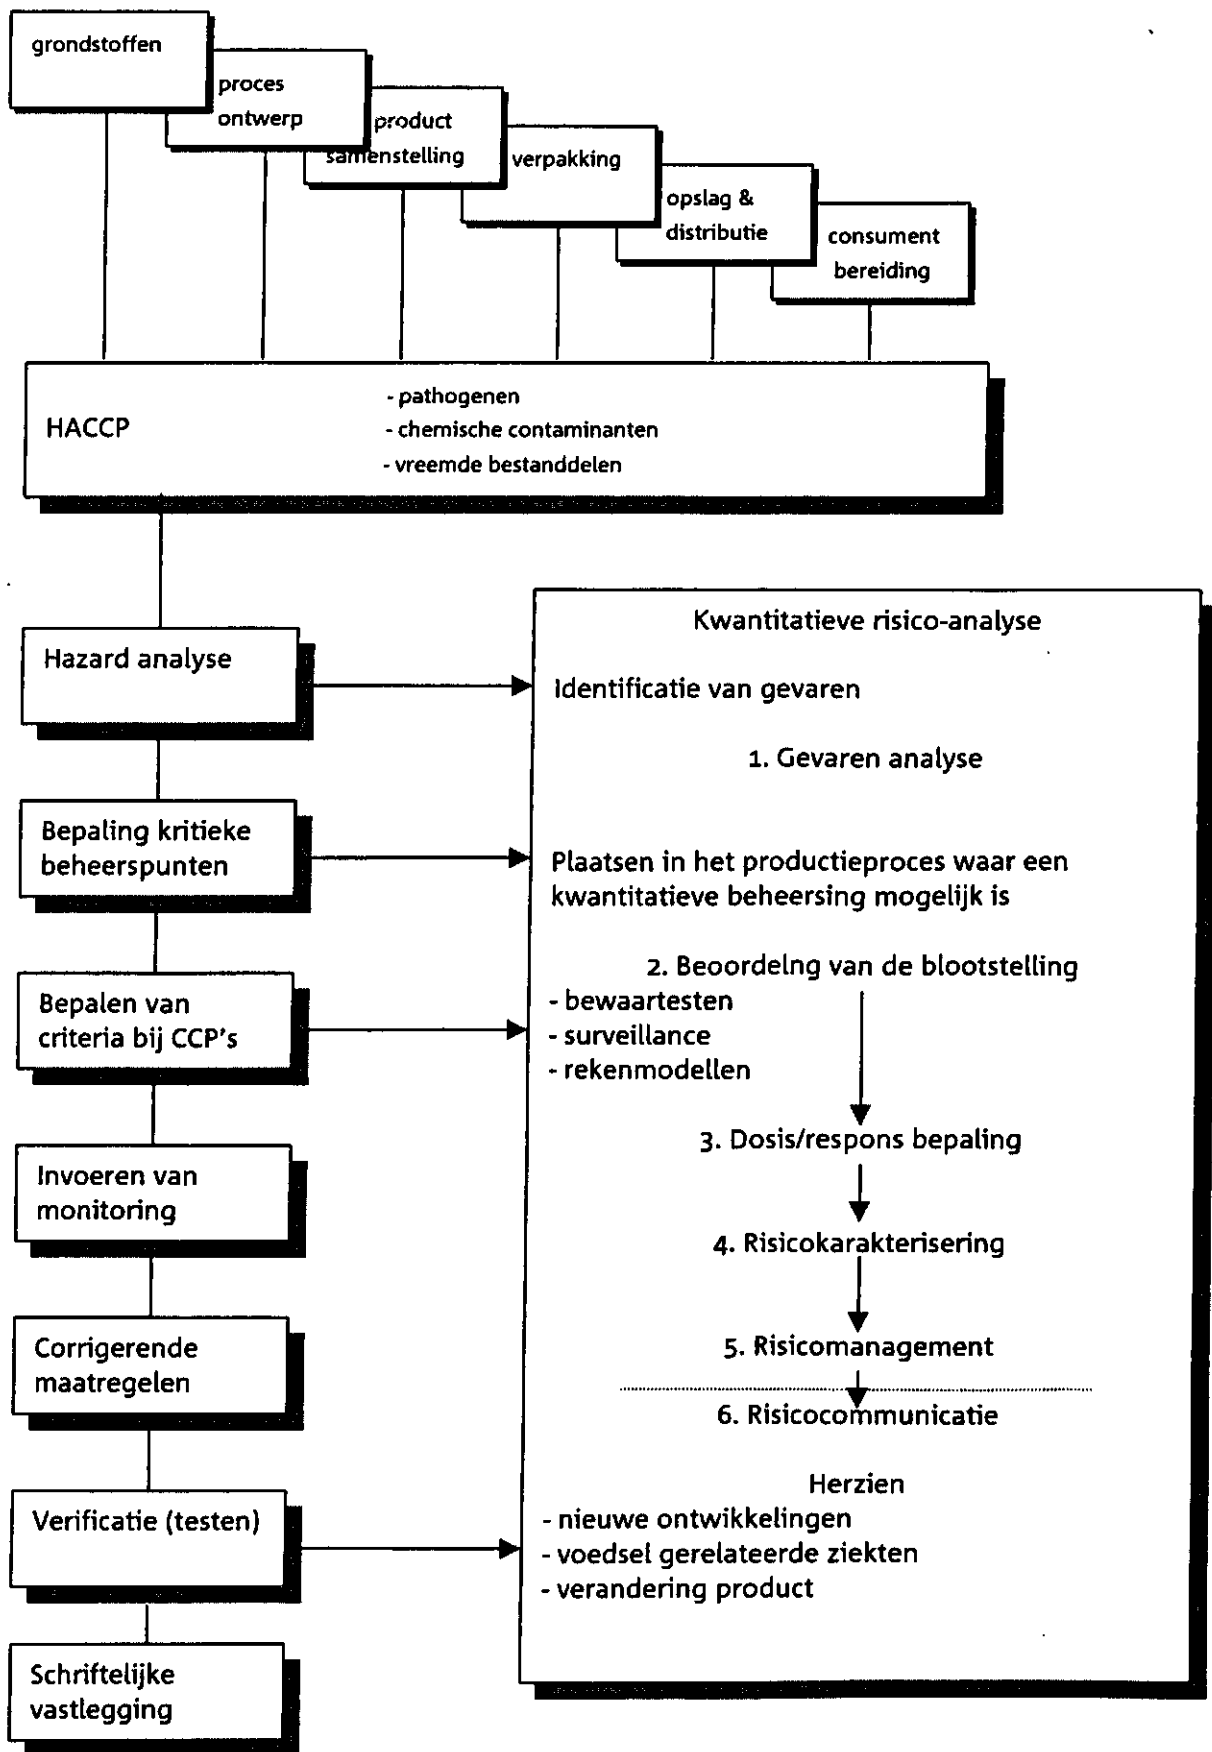 grondstoffen
proces
ontwerp
product
samenstelling
verpakking
opslag &
distributie
consument
bereiding
HACCP
- pathogenen
- chemische contaminanten
- vreemde bestanddelen
Hazard analyse
Bepaling kritieke
beheerspunten
Bepalen van
criteria bij CCP's
Invoeren van
monitoring
Corrigerende
maatregelen
Verificatie (testen)
Schriftelijke
vastlegging
Kwantitatieve risico-analyse
Identificatie van gevaren
1. Gevaren analyse
Plaatsen in het productieproces waar een
kwantitatieve beheersing mogelijk is
2. Beoordelng van de blootstelling
- bewaartesten
- surveillance
- rekenmodellen
3. Dosis/respons bepaling
4. Risicokarakterisering
5. Risicomanagement
6. Risicocommunicatie
Herzien
- nieuwe ontwikkelingen
- voedsel gerelateerde ziekten
- verandering product